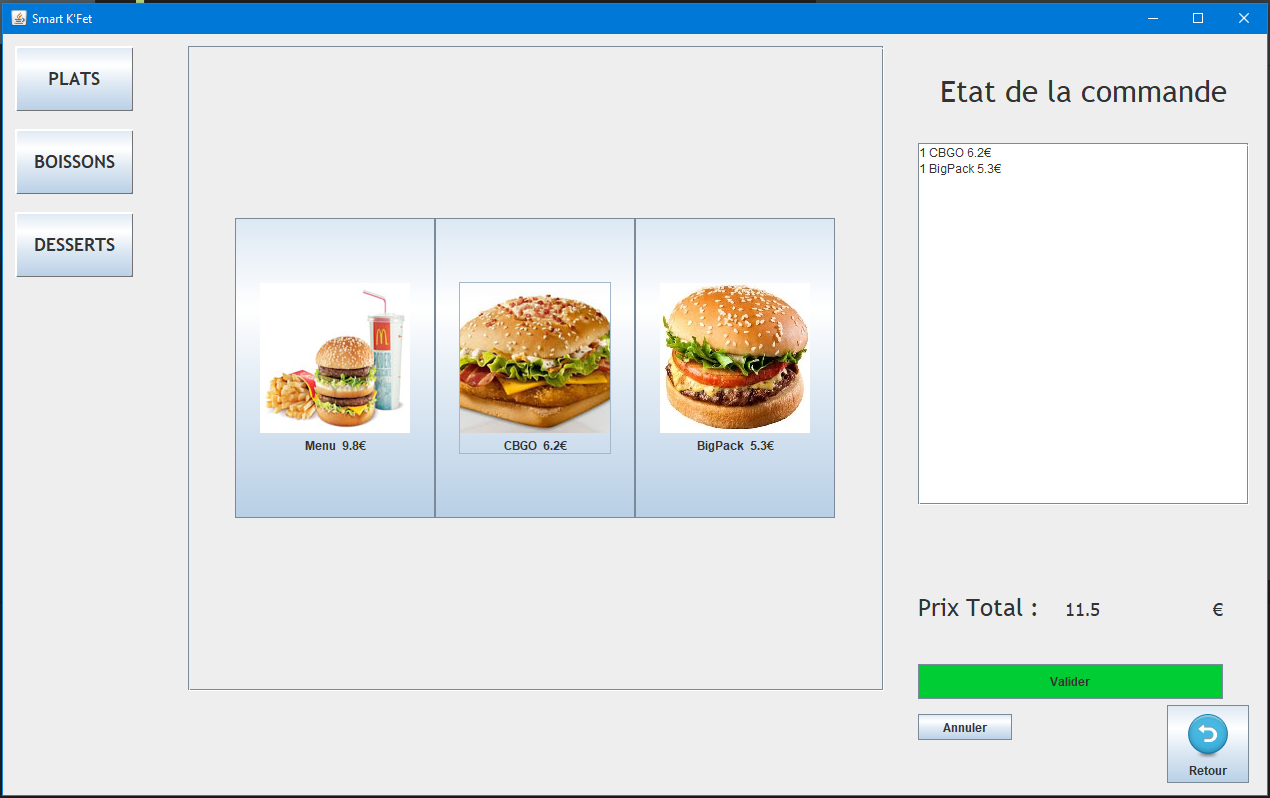 Smart K'Fet
PLATS
BOISSONS
DESSERTS
Menu 9.8€
CBGO 6.2€
BigPack 5.3€
Etat de la commande
1 CBGO 6.2€
1 BigPack 5.3€
Prix Total : 11.5 €
Valider
Annuler
Retour